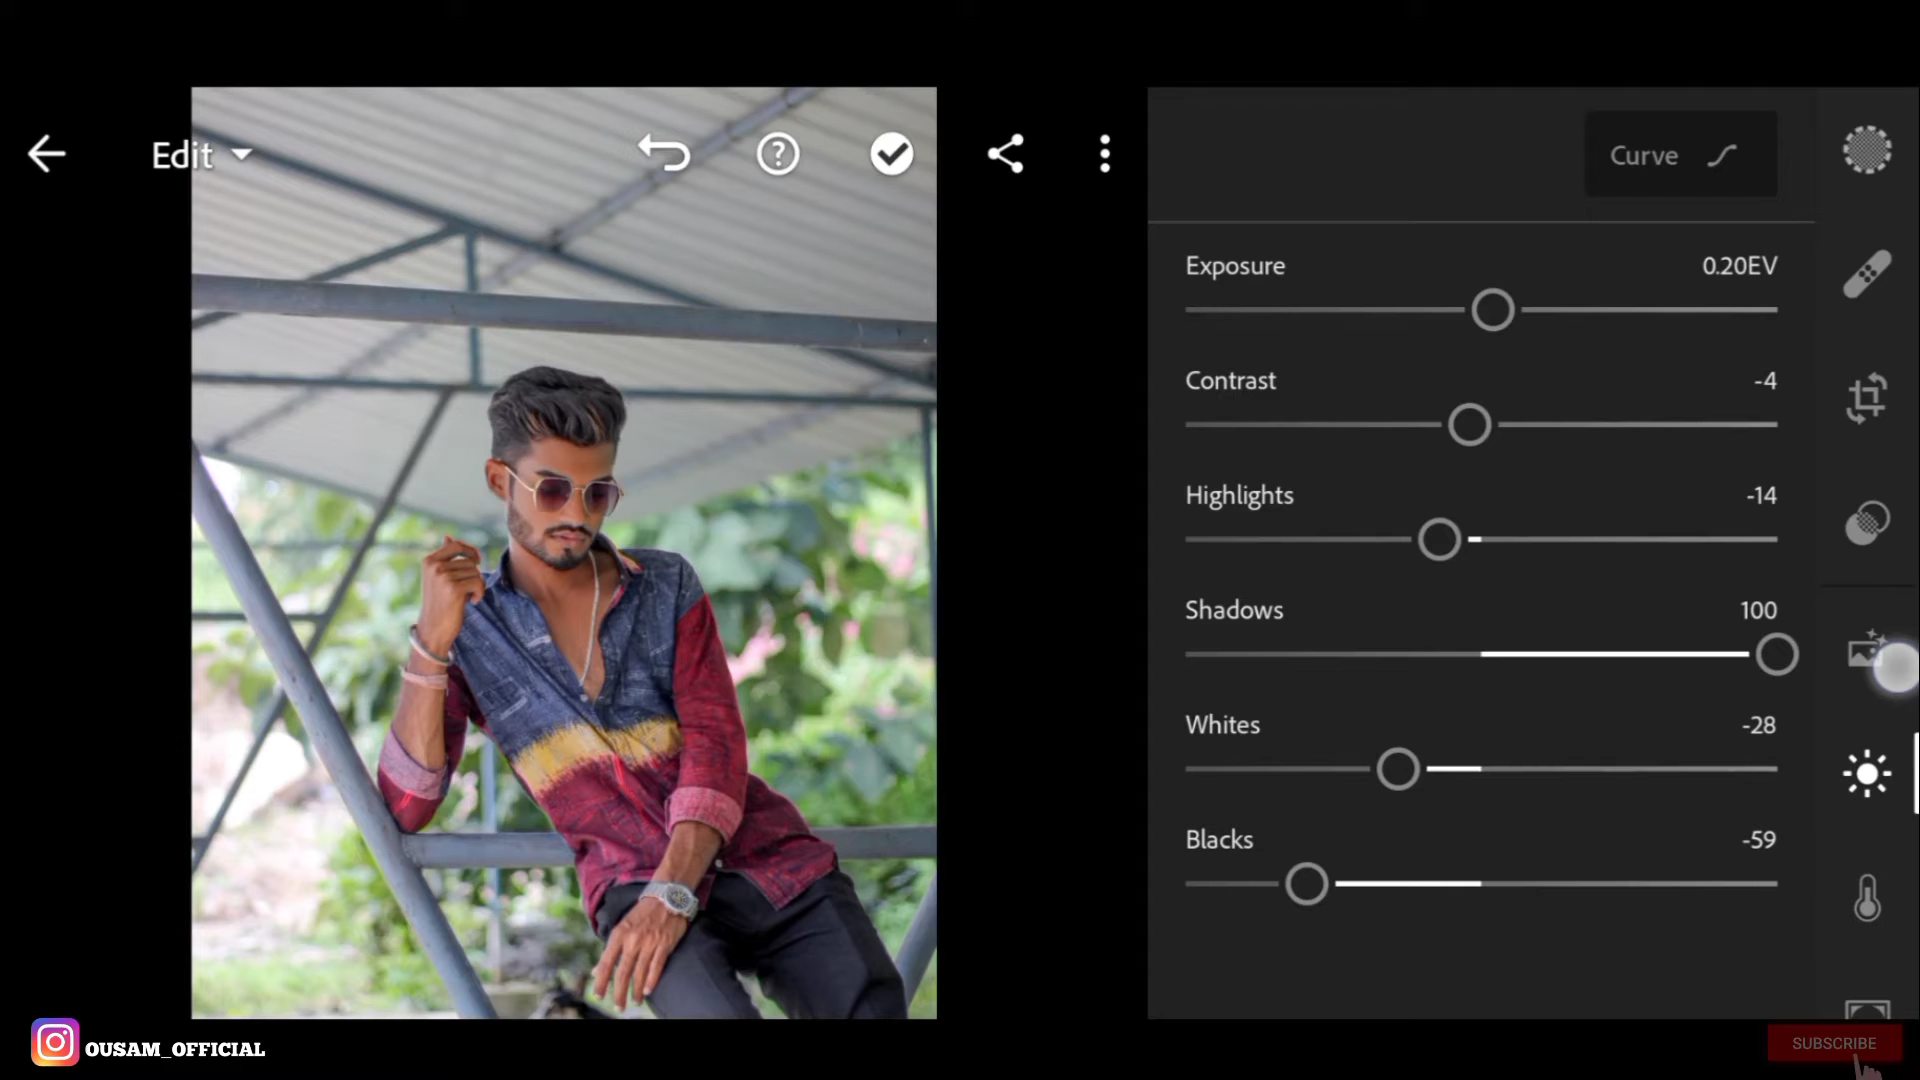 Edit
Curve
Exposure 0.20EV
Contrast -4
Highlights -14
Shadows 100
Whites -28
Blacks -59
OUSAM_OFFICIAL
SUBSCRIBE